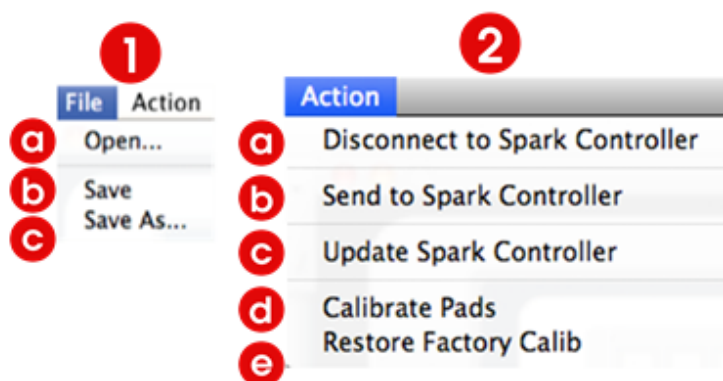 1
2
File Action
a Open...
b Save
c Save As...
Action
a Disconnect to Spark Controller
b Send to Spark Controller
c Update Spark Controller
d Calibrate Pads
e Restore Factory Calib